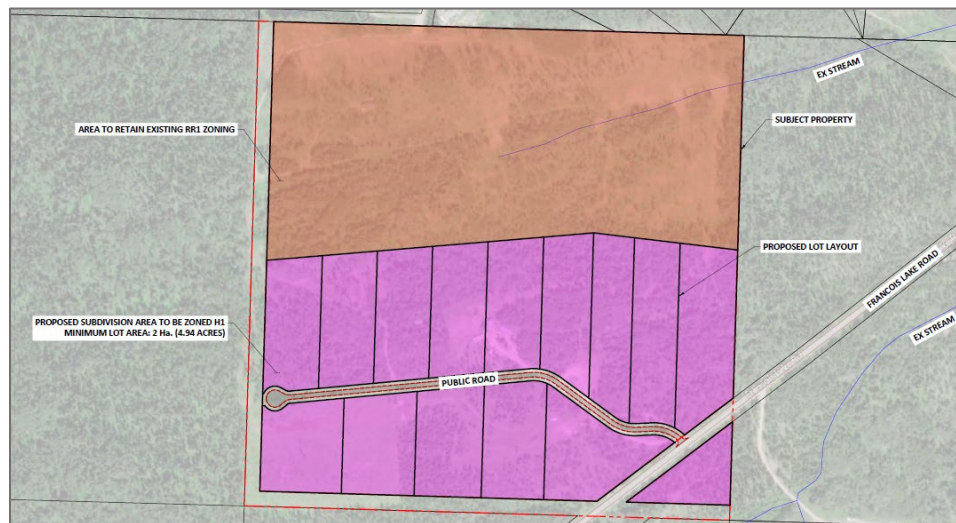 EX STREAM
AREA TO RETAIN EXISTING RR1 ZONING
SUBJECT PROPERTY
PROPOSED LOT LAYOUT
FRANCOIS LAKE ROAD
PROPOSED SUBDIVISION AREA TO BE ZONED H1
MINIMUM LOT AREA: 2 Ha. (4.94 ACRES)
EX STREAM
PUBLIC ROAD